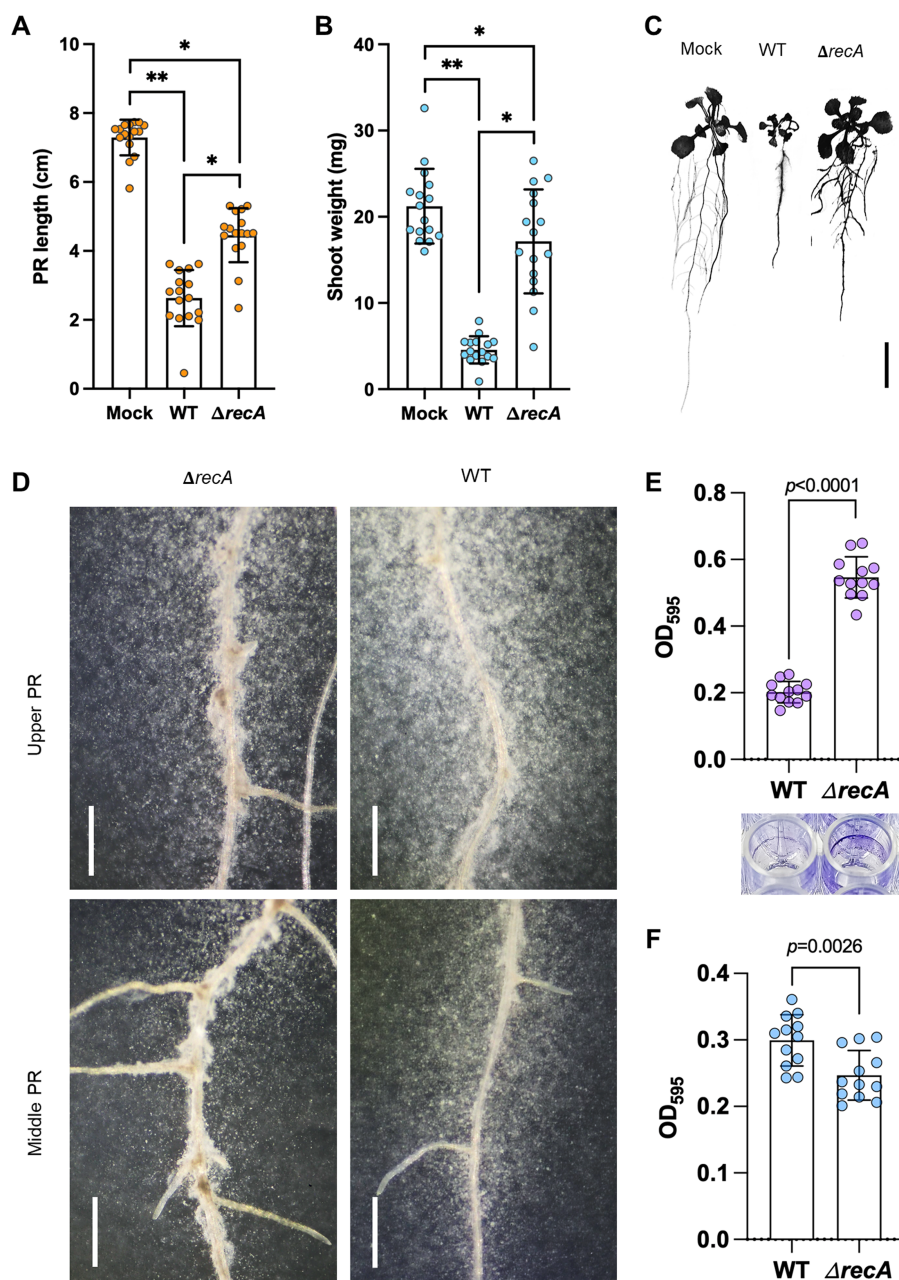 A
PR length (cm)
10
8
6
4
2
0
*
**
*
Mock WT ΔrecA
B
Shoot weight (mg)
40
30
20
10
0
*
**
*
Mock WT ΔrecA
C
Mock WT ΔrecA
D
ΔrecA WT
Upper PR
Middle PR
E
p<0.0001
OD595
0.8
0.6
0.4
0.2
0.0
WT ΔrecA
F
p=0.0026
OD595
0.4
0.3
0.2
0.1
0.0
WT ΔrecA